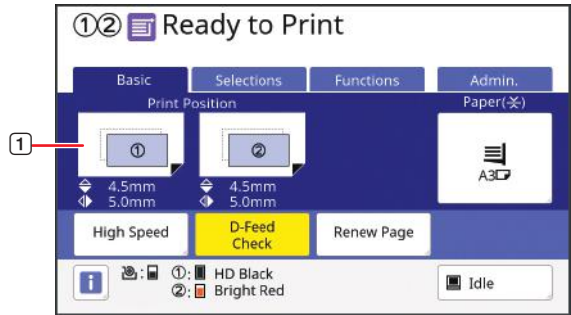 ①② Ready to Print
Basic Selections Functions Admin.
Print Position Paper()
1
① ②
4.5mm 4.5mm
5.0mm 5.0mm
A3
High Speed D-Feed Check Renew Page
i ①: HD Black
②: Bright Red
Idle